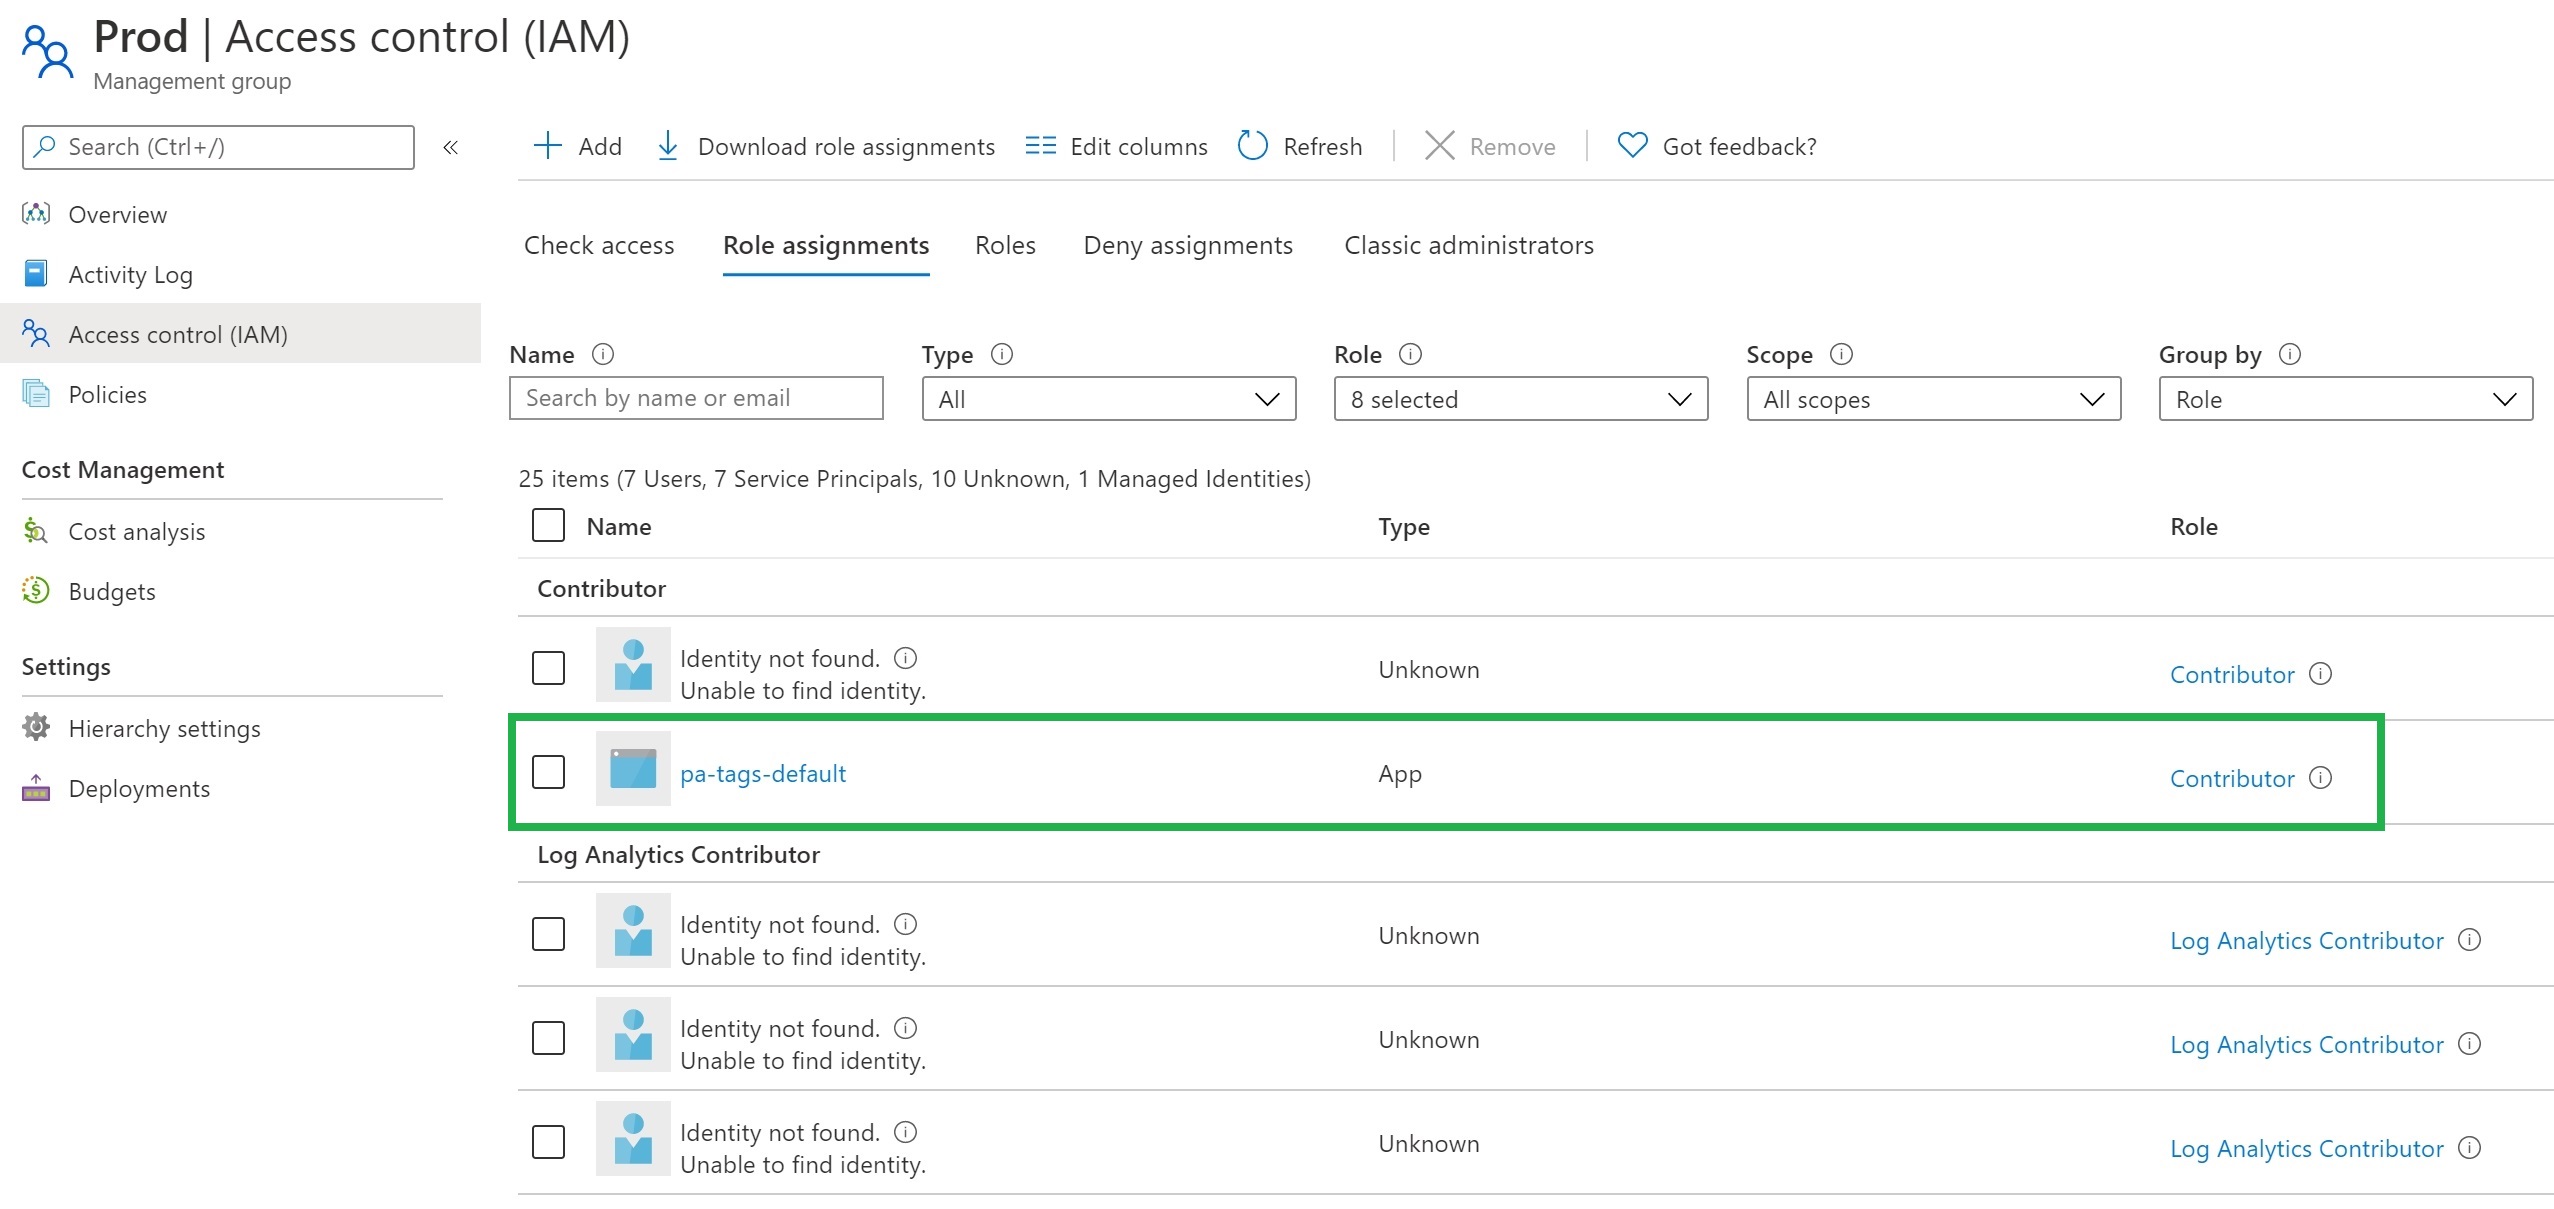 Prod | Access control (IAM)
Management group
Search (Ctrl+/)
«
Overview
Activity Log
Access control (IAM)
Policies
Cost Management
Cost analysis
Budgets
Settings
Hierarchy settings
Deployments
Add Download role assignments Edit columns Refresh Remove Got feedback?
Check access Role assignments Roles Deny assignments Classic administrators
Name Type Role Scope Group by
Search by name or email All 8 selected All scopes Role
25 items (7 Users, 7 Service Principals, 10 Unknown, 1 Managed Identities)
Name Type Role
Contributor
Identity not found.
Unable to find identity.
Unknown Contributor
pa-tags-default App Contributor
Log Analytics Contributor
Identity not found.
Unable to find identity.
Unknown Log Analytics Contributor
Identity not found.
Unable to find identity.
Unknown Log Analytics Contributor
Identity not found.
Unable to find identity.
Unknown Log Analytics Contributor